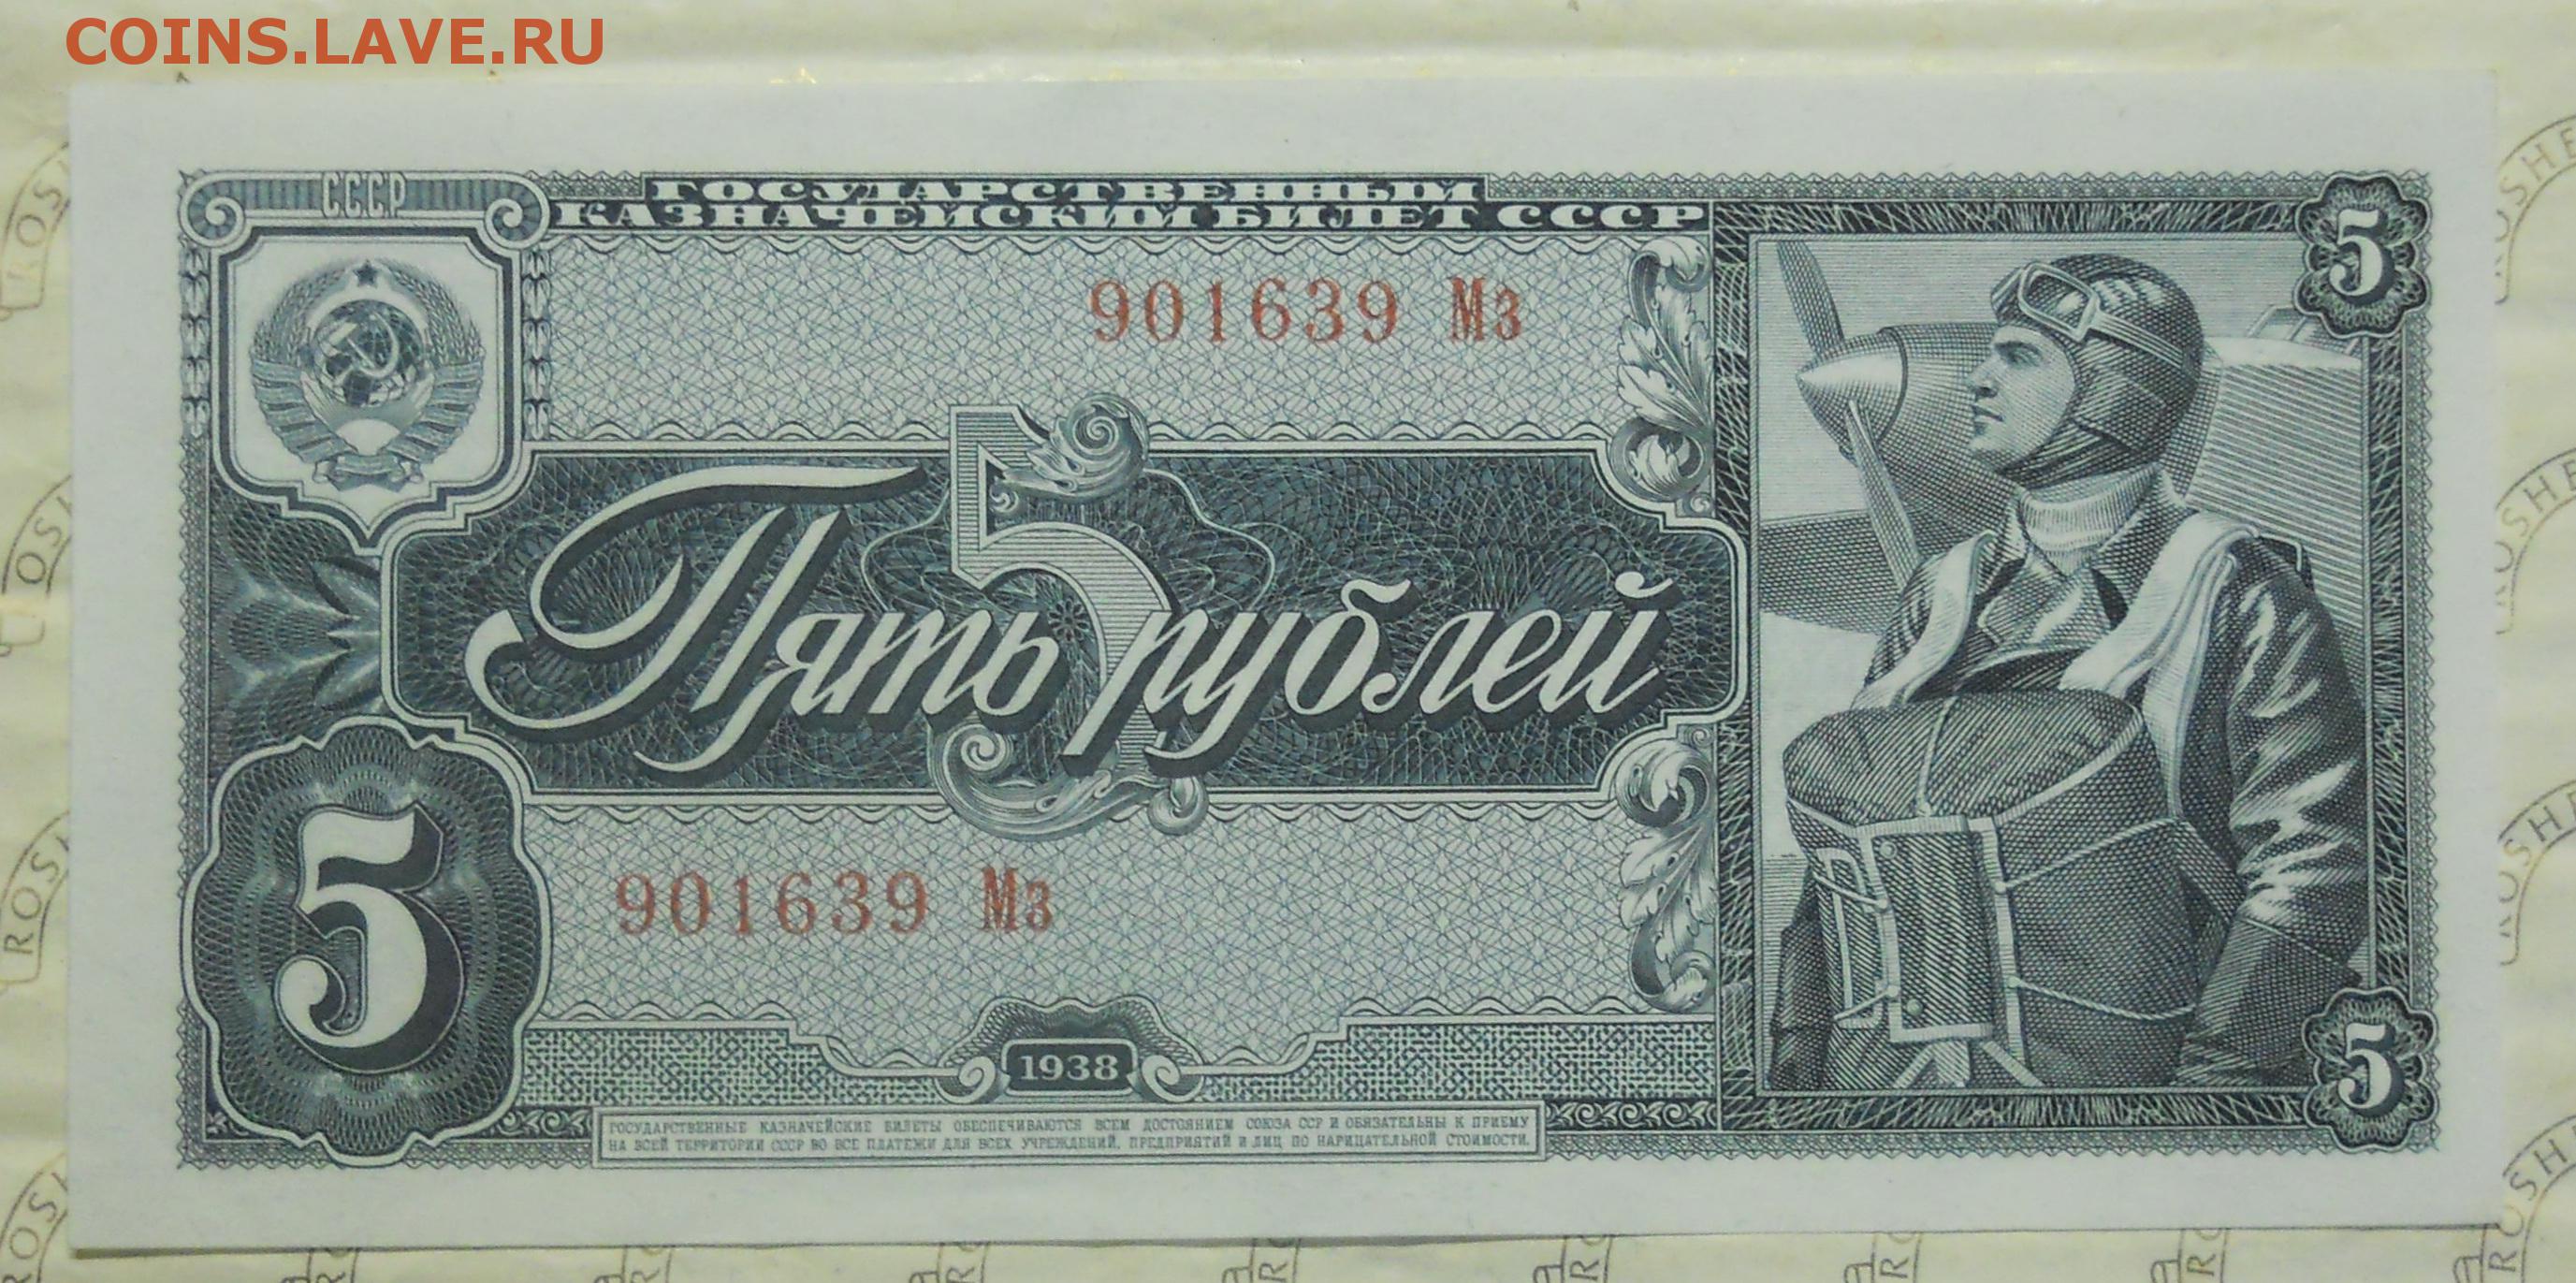 COINS.LAVE.RU
СССР
ГОСУДАРСТВЕННЫЙ
КАЗНАЧЕЙСКИЙ БИЛЕТ СССР
5
901639 Мз
5
Пять рублей
901639 Мз
5
1938
5
ГОСУДАРСТВЕННЫЕ КАЗНАЧЕЙСКИЕ БИЛЕТЫ ОБЕСПЕЧИВАЮТСЯ ВСЕМ ДОСТОЯНИЕМ СОЮЗА ССР И ОБЯЗАТЕЛЬНЫ К ПРИЕМУ
НА ВСЕЙ ТЕРРИТОРИИ СССР ВО ВСЕ ПЛАТЕЖИ ДЛЯ ВСЕХ УЧРЕЖДЕНИЙ, ПРЕДПРИЯТИЙ И ЛИЦ ПО НАРИЦАТЕЛЬНОЙ СТОИМОСТИ.